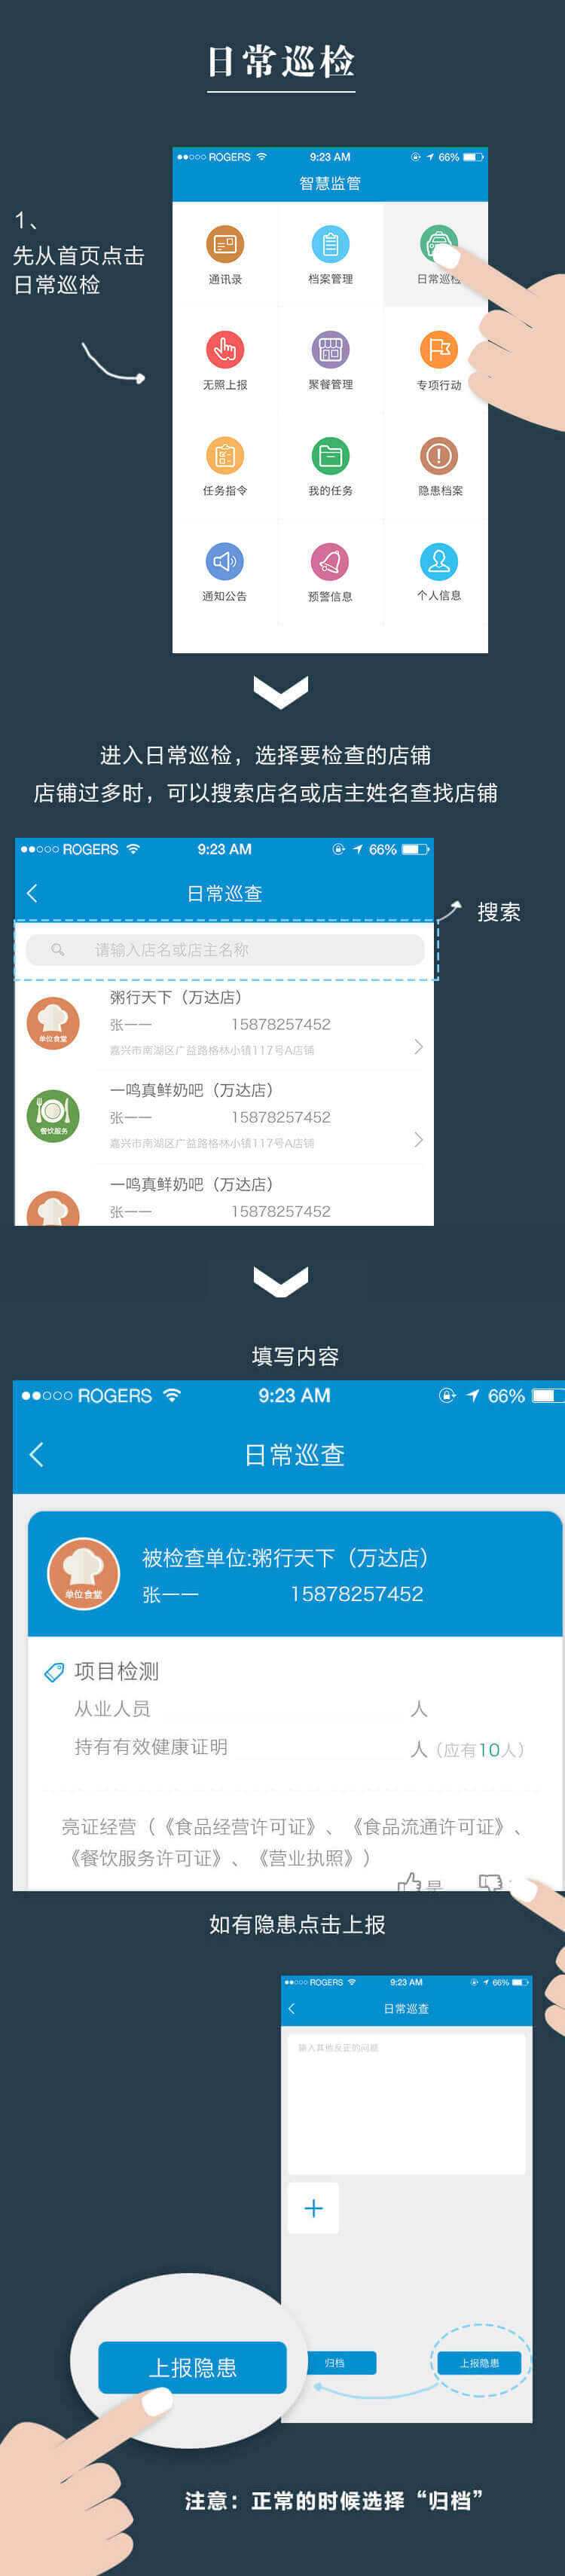 日常巡检
ROGERS 9:23 AM 66%
智慧监管
1、
先从首页点击
日常巡检
通讯录 档案管理 日常巡检
无照上报 聚餐管理 专项行动
任务指令 我的任务 隐患档案
通知公告 预警信息 个人信息
进入日常巡检，选择要检查的店铺
店铺过多时，可以搜索店名或店主姓名查找店铺
ROGERS 9:23 AM 66%
日常巡查
搜索
请输入店名或店主名称
粥行天下（万达店）
张一一 15878257452
单位食堂
嘉兴市南湖区广益路格林小镇117号A店铺
一鸣真鲜奶吧（万达店）
张一一 15878257452
餐饮服务
嘉兴市南湖区广益路格林小镇117号A店铺
一鸣真鲜奶吧（万达店）
张一一 15878257452
填写内容
ROGERS 9:23 AM 66%
日常巡查
被检查单位:粥行天下（万达店）
单位食堂
张一一 15878257452
项目检测
从业人员 人
持有有效健康证明 人（应有10人）
亮证经营（《食品经营许可证》、《食品流通许可证》、
《餐饮服务许可证》、《营业执照》）
是
如有隐患点击上报
ROGERS 9:23 AM 66%
日常巡查
输入其他反正的问题
归档 上报隐患
上报隐患
注意：正常的时候选择“归档”